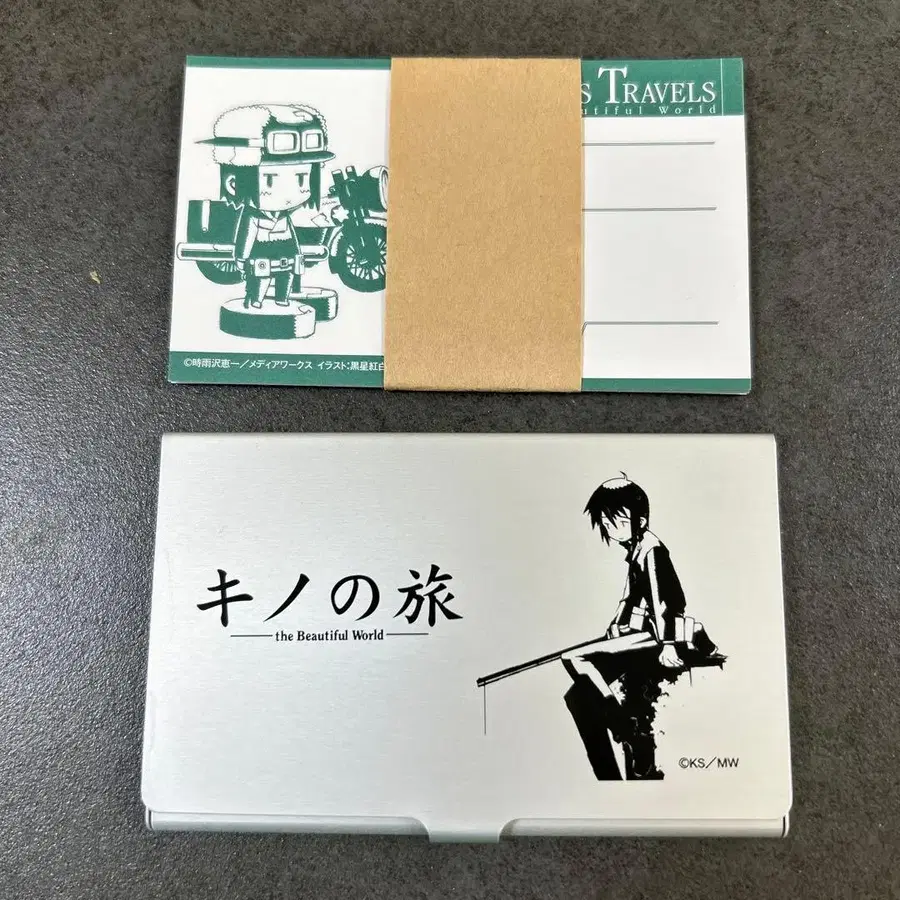 S TRAVELS
utiful World
©時雨沢恵一／メディアワークス イラスト:黒星紅白
キノの旅
the Beautiful World
©KS／MW